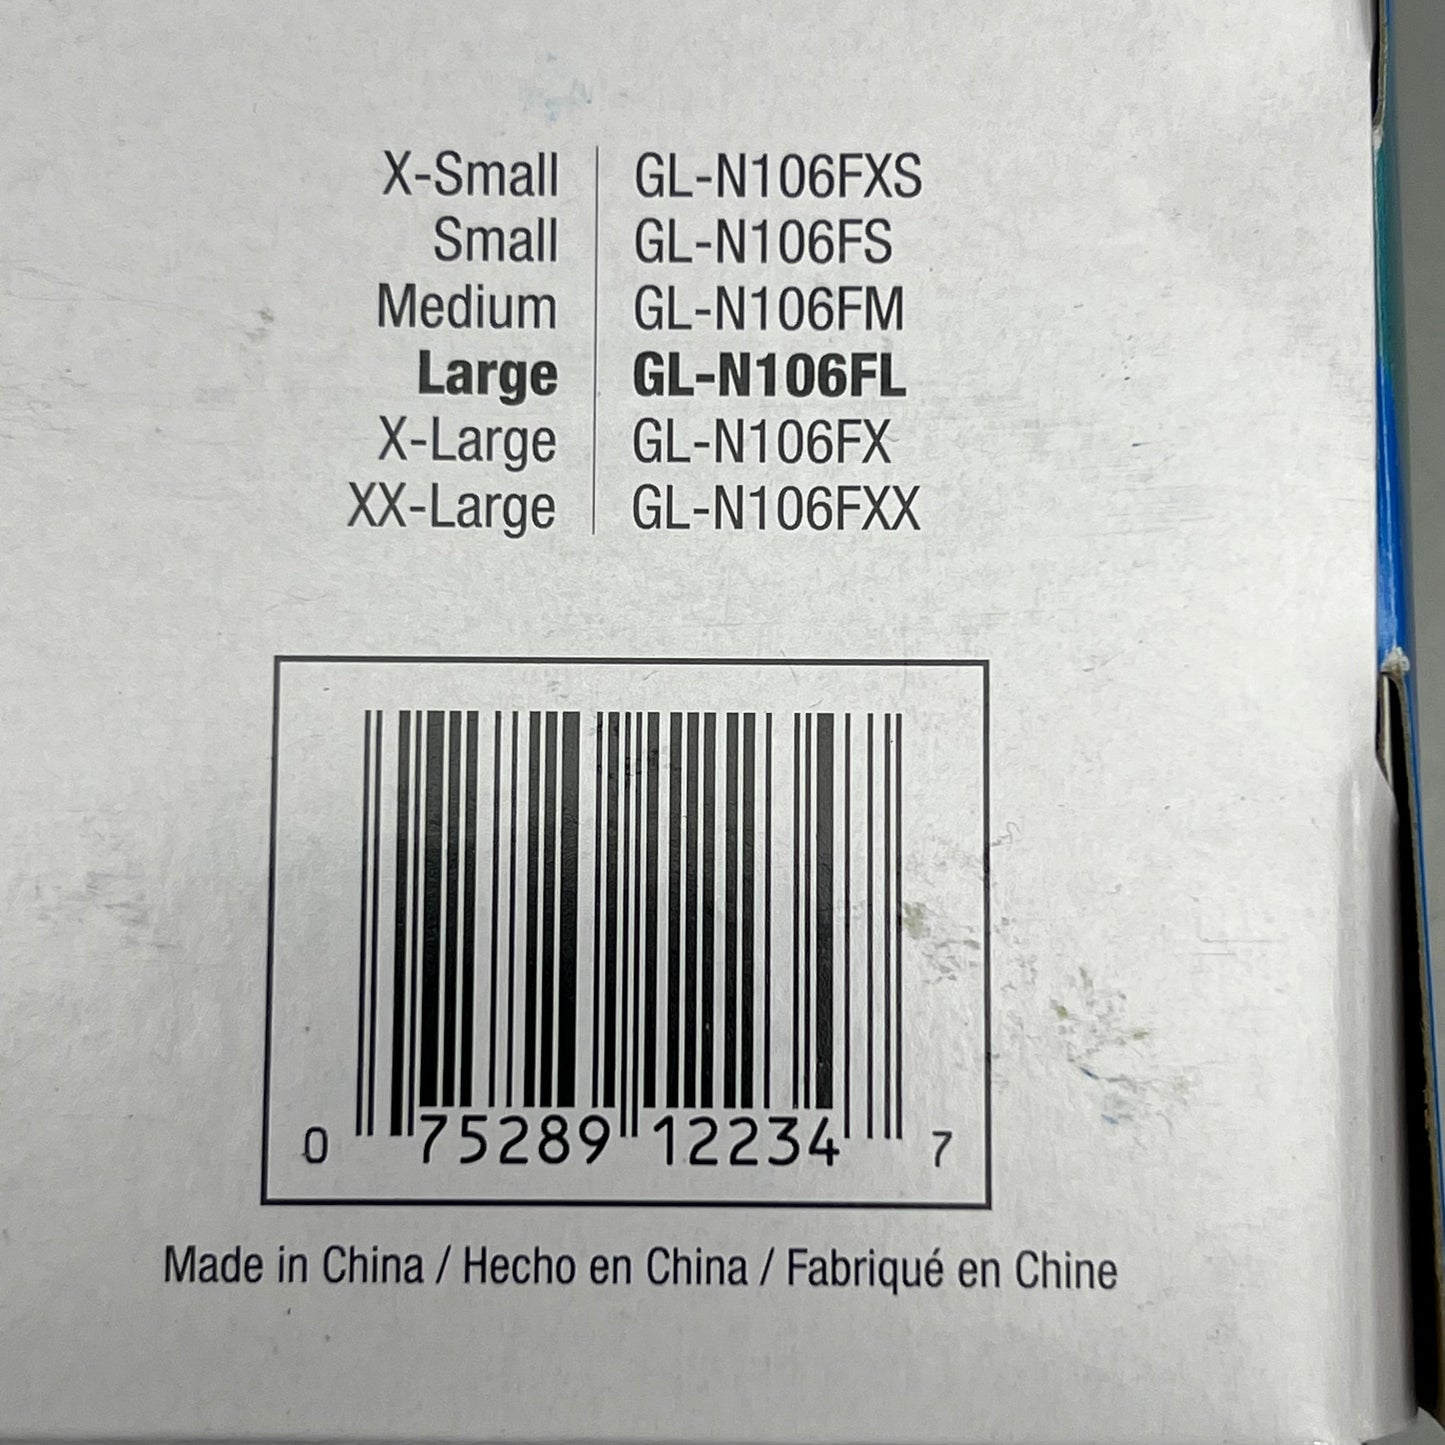 X-Small GL-N106FXS
Small GL-N106FS
Medium GL-N106FM
Large GL-N106FL
X-Large GL-N106FX
XX-Large GL-N106FXX
0 75289 12234 7
Made in China / Hecho en China / Fabriqué en Chine